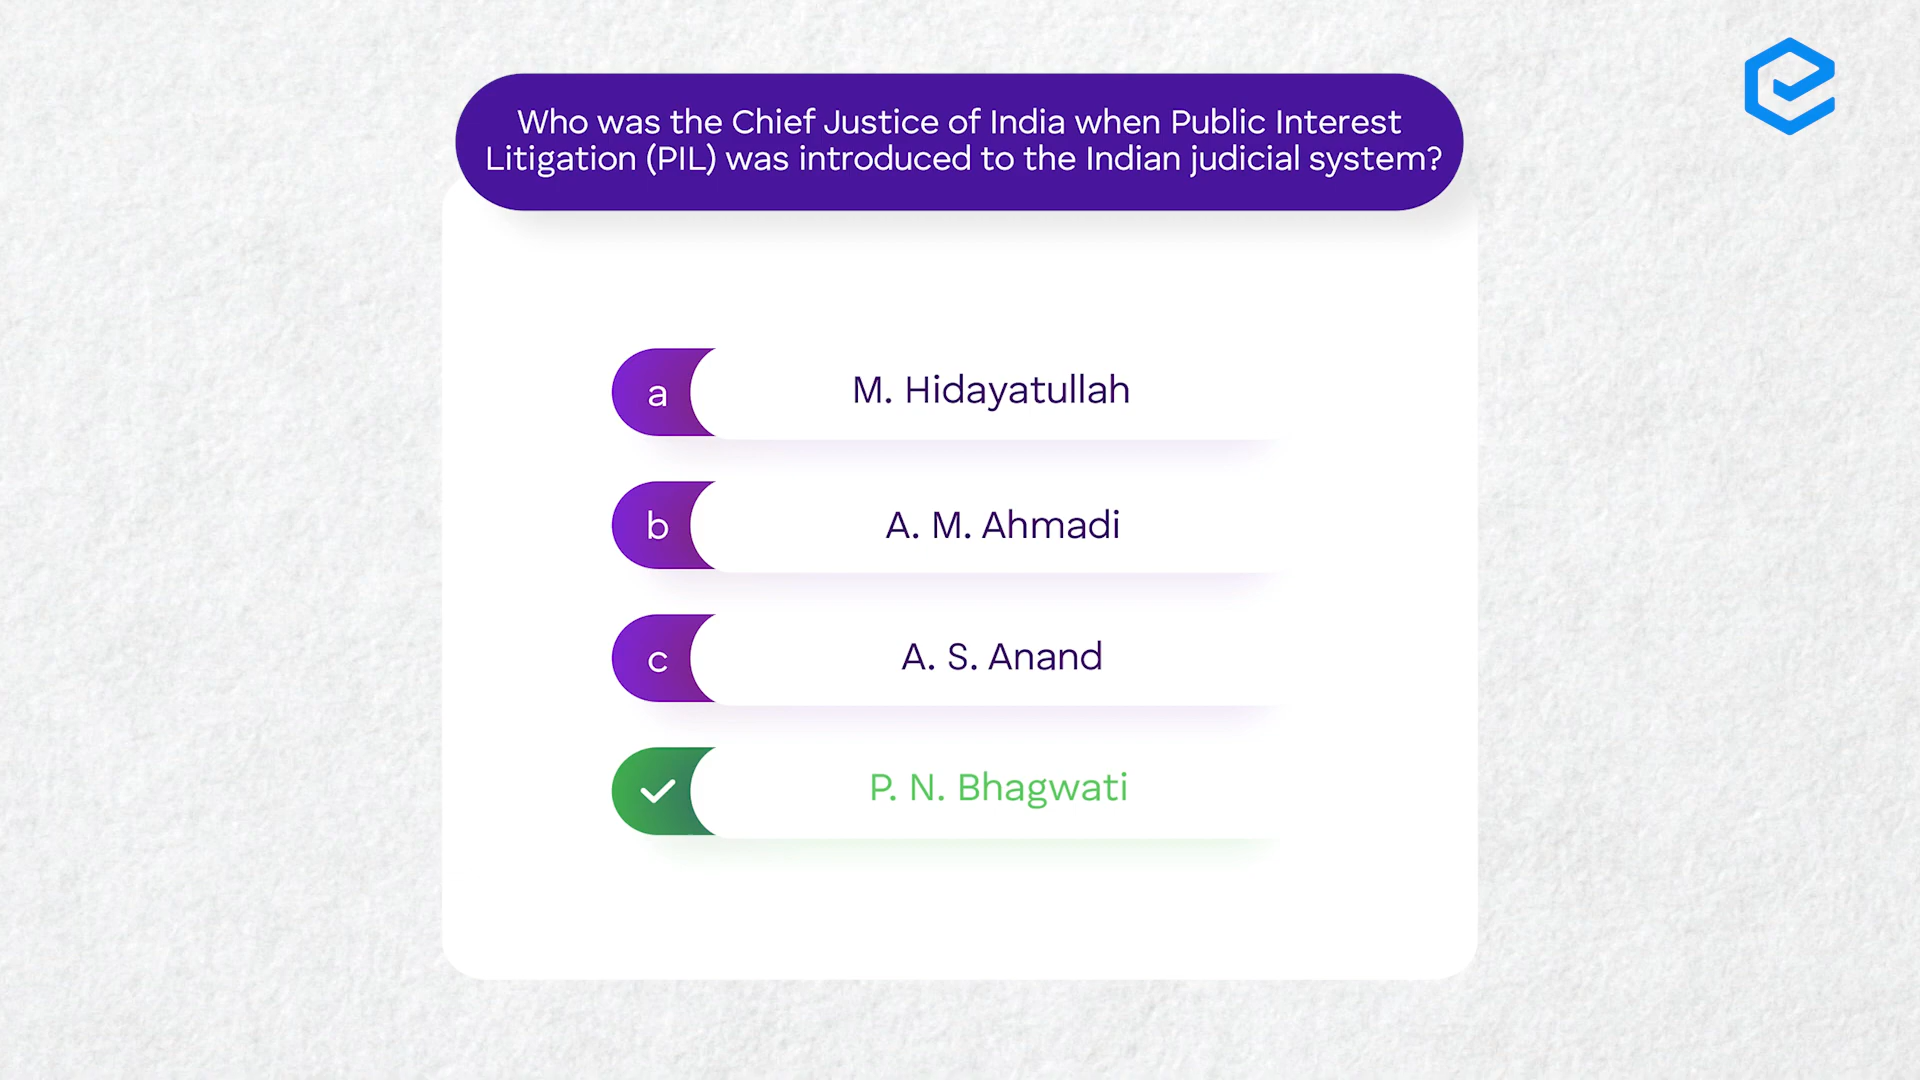 Who was the Chief Justice of India when Public Interest
Litigation (PIL) was introduced to the Indian judicial system?
a
M. Hidayatullah
b
A. M. Ahmadi
c
A. S. Anand
P. N. Bhagwati